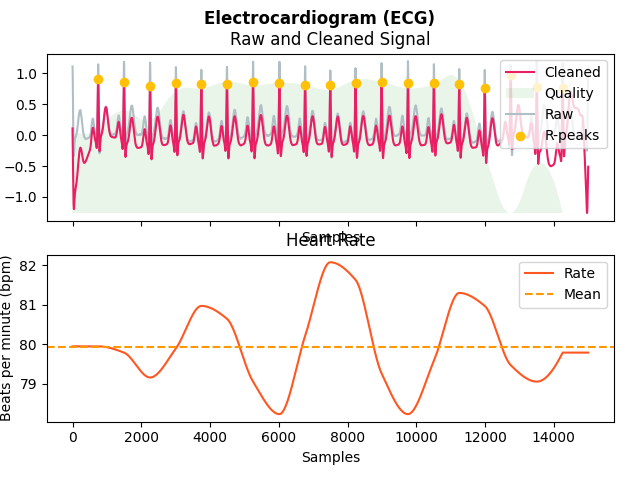 Electrocardiogram (ECG)
Raw and Cleaned Signal
1.0
0.5
0.0
−0.5
−1.0
Cleaned
Quality
Raw
R-peaks
Samples
Heart Rate
Beats per minute (bpm)
82
81
80
79
Rate
Mean
0 2000 4000 6000 8000 10000 12000 14000
Samples